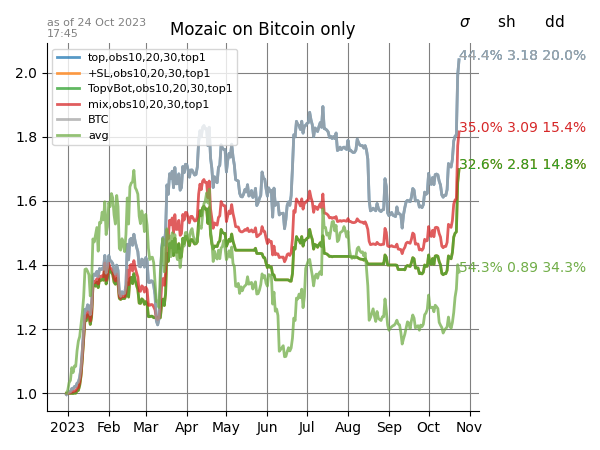 as of 24 Oct 2023
17:45
Mozaic on Bitcoin only
σ sh dd
top,obs10,20,30,top1
+SL,obs10,20,30,top1
TopvBot,obs10,20,30,top1
mix,obs10,20,30,top1
BTC
avg
44.4% 3.18 20.0%
35.0% 3.09 15.4%
32.6% 2.81 14.8%
54.3% 0.89 34.3%
2.0
1.8
1.6
1.4
1.2
1.0
2023 Feb Mar Apr May Jun Jul Aug Sep Oct Nov